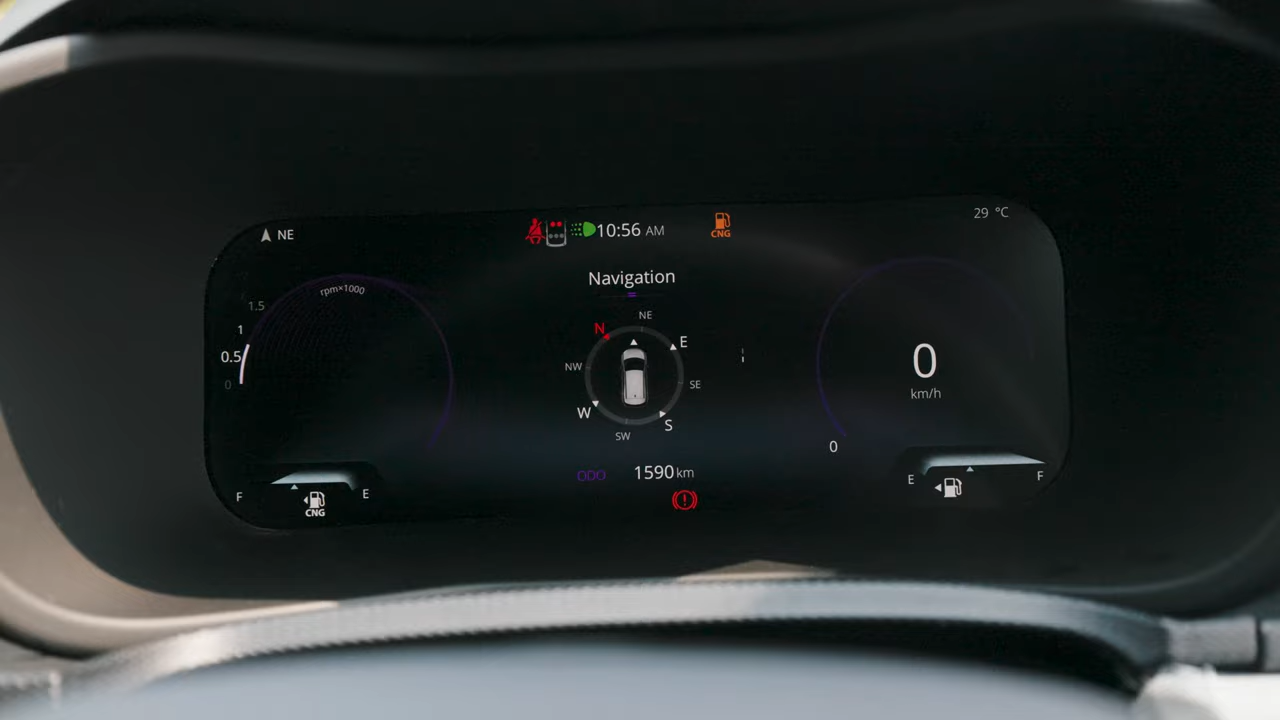 NE
10:56 AM
CNG
29 °C
Navigation
rpm×1000
1.5
1
0.5
0
NE
N
E
NW
SE
W
S
SW
0
km/h
0
ODO 1590 km
F
E
CNG
E
F